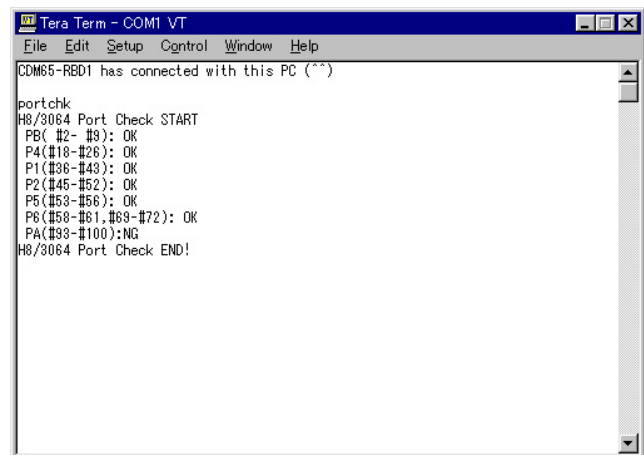 Tera Term - COM1 VT
File Edit Setup Control Window Help
CDM65-RBD1 has connected with this PC (^^)
portchk
H8/3064 Port Check START
PB( #2- #9): OK
P4(#18-#26): OK
P1(#36-#43): OK
P2(#45-#52): OK
P5(#53-#56): OK
P6(#58-#61,#69-#72): OK
PA(#93-#100):NG
H8/3064 Port Check END!